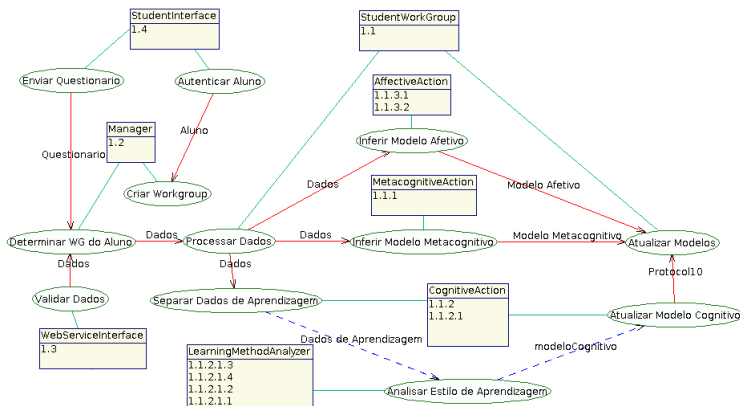 StudentInterface
1.4
StudentWorkGroup
1.1
Enviar Questionario
Autenticar Aluno
AffectiveAction
1.1.3.1
1.1.3.2
Manager
1.2
Aluno
Inferir Modelo Afetivo
Questionario
Criar Workgroup
Dados
Modelo Afetivo
MetacognitiveAction
1.1.1
Determinar WG do Aluno
Dados
Processar Dados
Dados
Inferir Modelo Metacognitivo
Modelo Metacognitivo
Atualizar Modelos
Dados
Dados
Protocol10
Validar Dados
Separar Dados de Aprendizagem
CognitiveAction
1.1.2
1.1.2.1
Atualizar Modelo Cognitivo
WebServiceInterface
1.3
Dados de Aprendizagem
modeloCognitivo
LearningMethodAnalyzer
1.1.2.1.3
1.1.2.1.4
1.1.2.1.2
1.1.2.1.1
Analisar Estilo de Aprendizagem